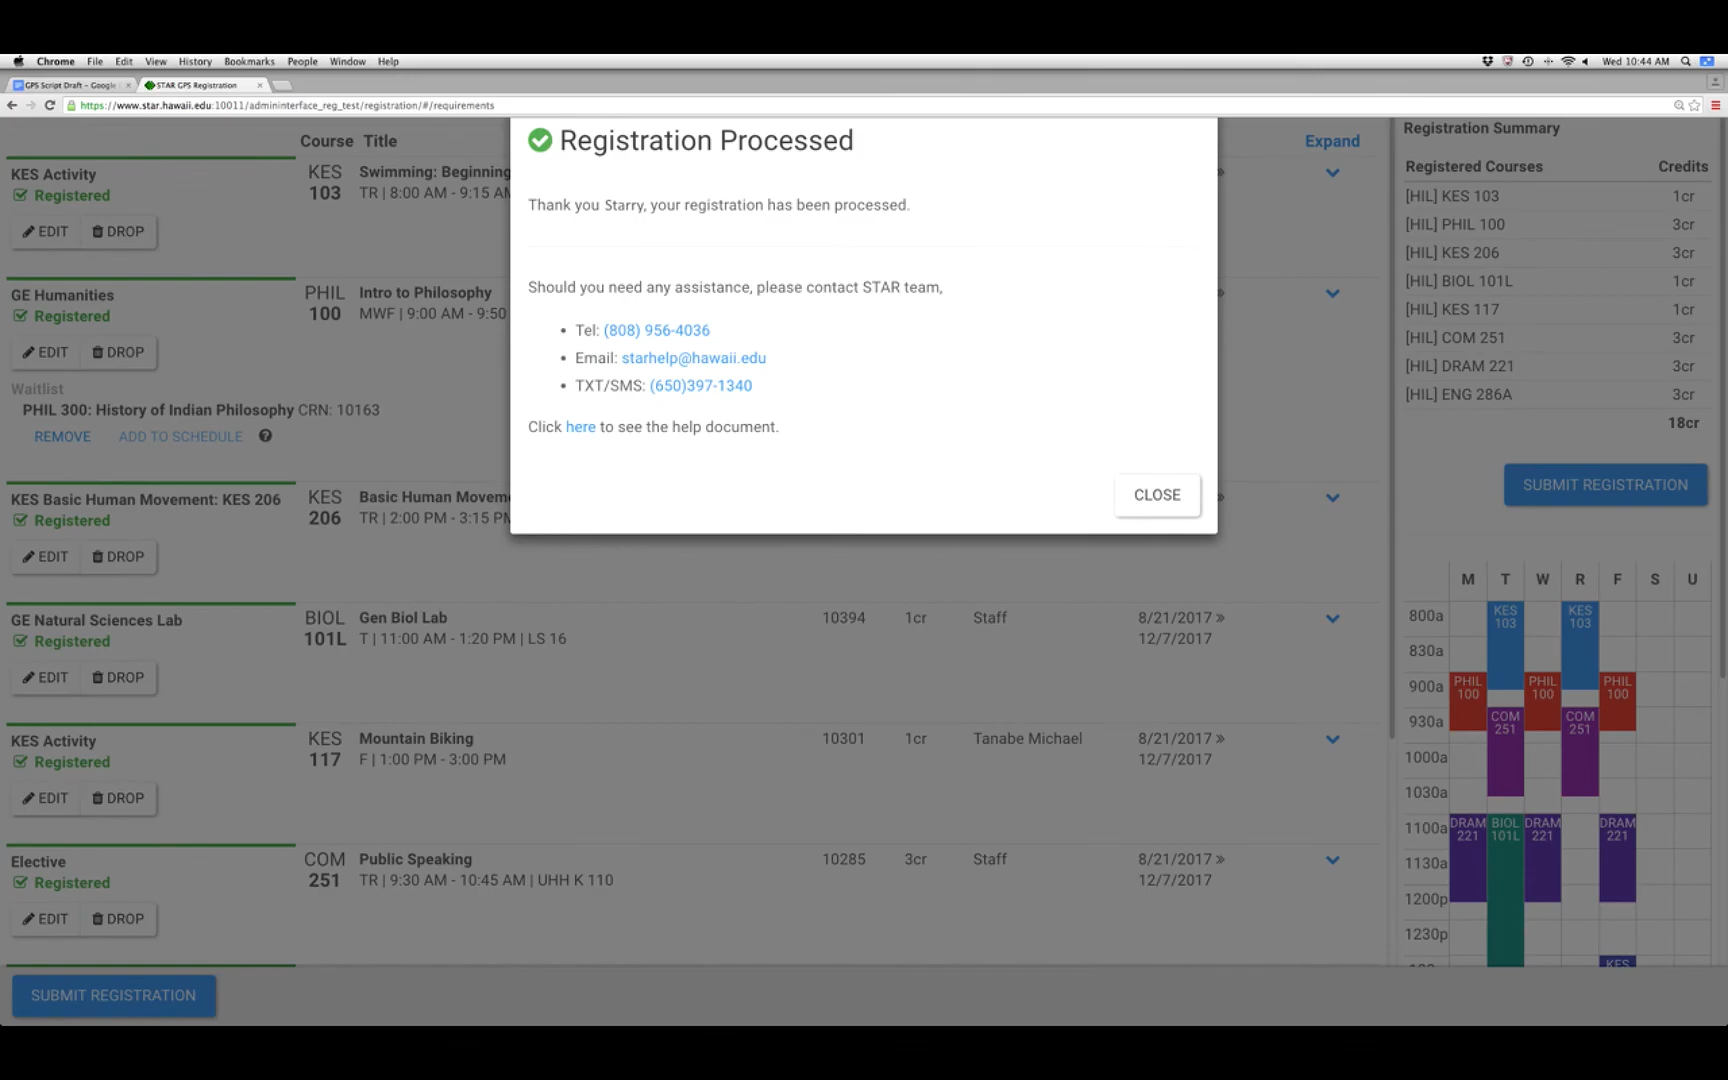 Chrome File Edit View History Bookmarks People Window Help Wed 10:44 AM
GPS Script Draft - Google STAR GPS Registration
https://www.star.hawaii.edu:10011/admininterface_reg_test/registration/#/requirements
Course Title Expand
KES Activity
Registered
EDIT DROP
KES 103
Swimming: Beginning
TR | 8:00 AM - 9:15 AM
GE Humanities
Registered
EDIT DROP
PHIL 100
Intro to Philosophy
MWF | 9:00 AM - 9:50
Waitlist
PHIL 300: History of Indian Philosophy CRN: 10163
REMOVE ADD TO SCHEDULE ?
KES Basic Human Movement: KES 206
Registered
EDIT DROP
KES 206
Basic Human Movem
TR | 2:00 PM - 3:15 PM
GE Natural Sciences Lab
Registered
EDIT DROP
BIOL 101L
Gen Biol Lab 10394 1cr Staff 8/21/2017 »
T | 11:00 AM - 1:20 PM | LS 16 12/7/2017
KES Activity
Registered
EDIT DROP
KES 117
Mountain Biking 10301 1cr Tanabe Michael 8/21/2017 »
F | 1:00 PM - 3:00 PM 12/7/2017
Elective
Registered
EDIT DROP
COM 251
Public Speaking 10285 3cr Staff 8/21/2017 »
TR | 9:30 AM - 10:45 AM | UHH K 110 12/7/2017
SUBMIT REGISTRATION
Registration Processed
Thank you Starry, your registration has been processed.
Should you need any assistance, please contact STAR team,
• Tel: (808) 956-4036
• Email: starhelp@hawaii.edu
• TXT/SMS: (650)397-1340
Click here to see the help document.
CLOSE
Registration Summary
Registered Courses Credits
[HIL] KES 103 1cr
[HIL] PHIL 100 3cr
[HIL] KES 206 3cr
[HIL] BIOL 101L 1cr
[HIL] KES 117 1cr
[HIL] COM 251 3cr
[HIL] DRAM 221 3cr
[HIL] ENG 286A 3cr
18cr
SUBMIT REGISTRATION
M T W R F S U
800a KES 103 KES 103
830a
900a PHIL 100 PHIL 100 PHIL 100
930a COM 251 COM 251
1000a
1030a
1100a DRAM 221 BIOL 101L DRAM 221 DRAM 221
1130a
1200p
1230p
KES